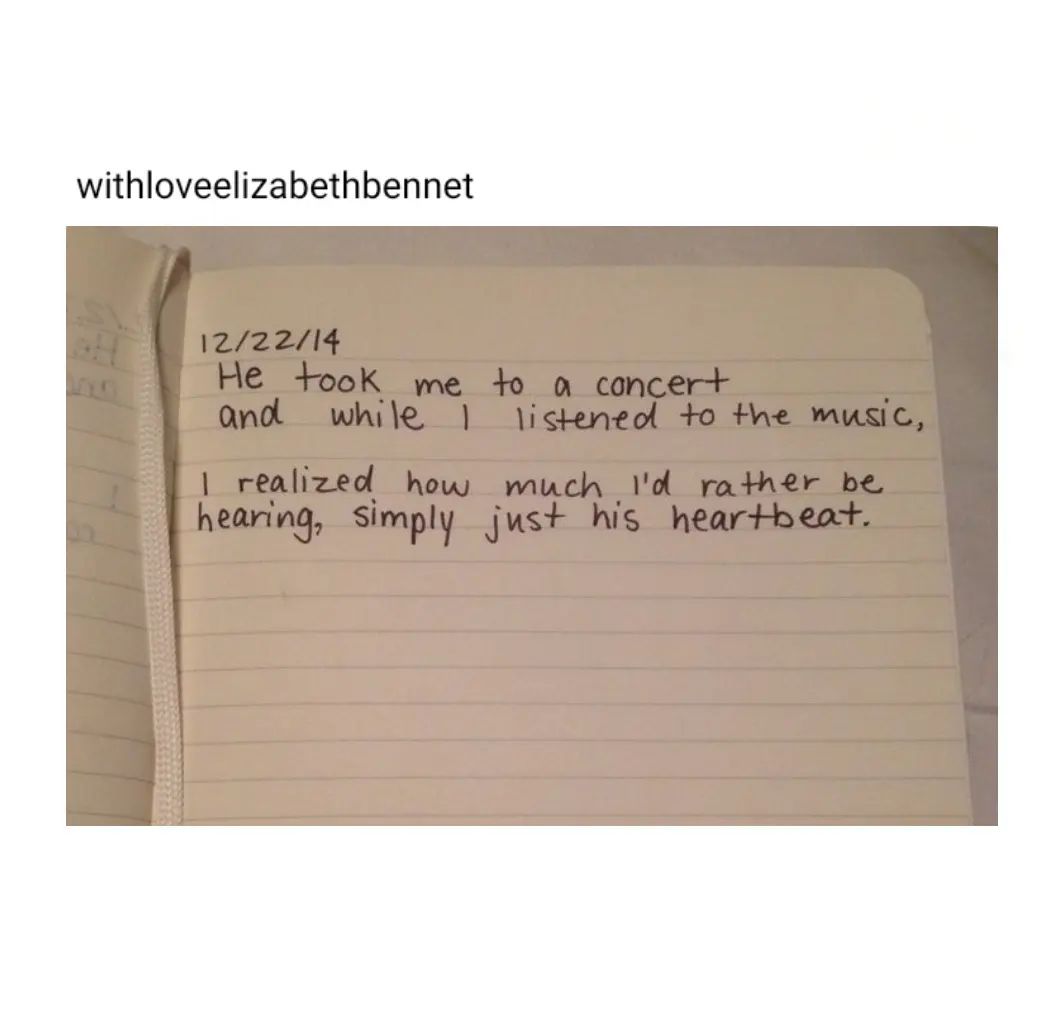 withloveelizabethbennet
12/22/14
He took me to a concert
and while I listened to the music,
I realized how much I'd rather be
hearing, simply just his heartbeat.